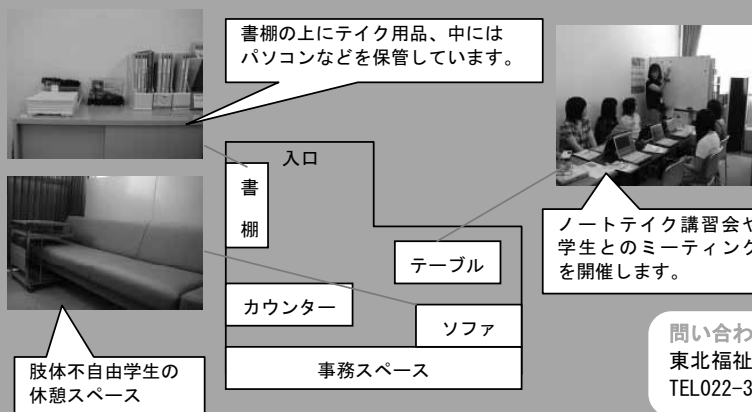 書棚の上にテイク用品、中には
パソコンなどを保管しています。
入口
書
棚
テーブル
カウンター
ソファ
事務スペース
ノートテイク講習会や
学生とのミーティング
を開催します。
肢体不自由学生の
休憩スペース
問い合わ
東北福祉
TEL022-3